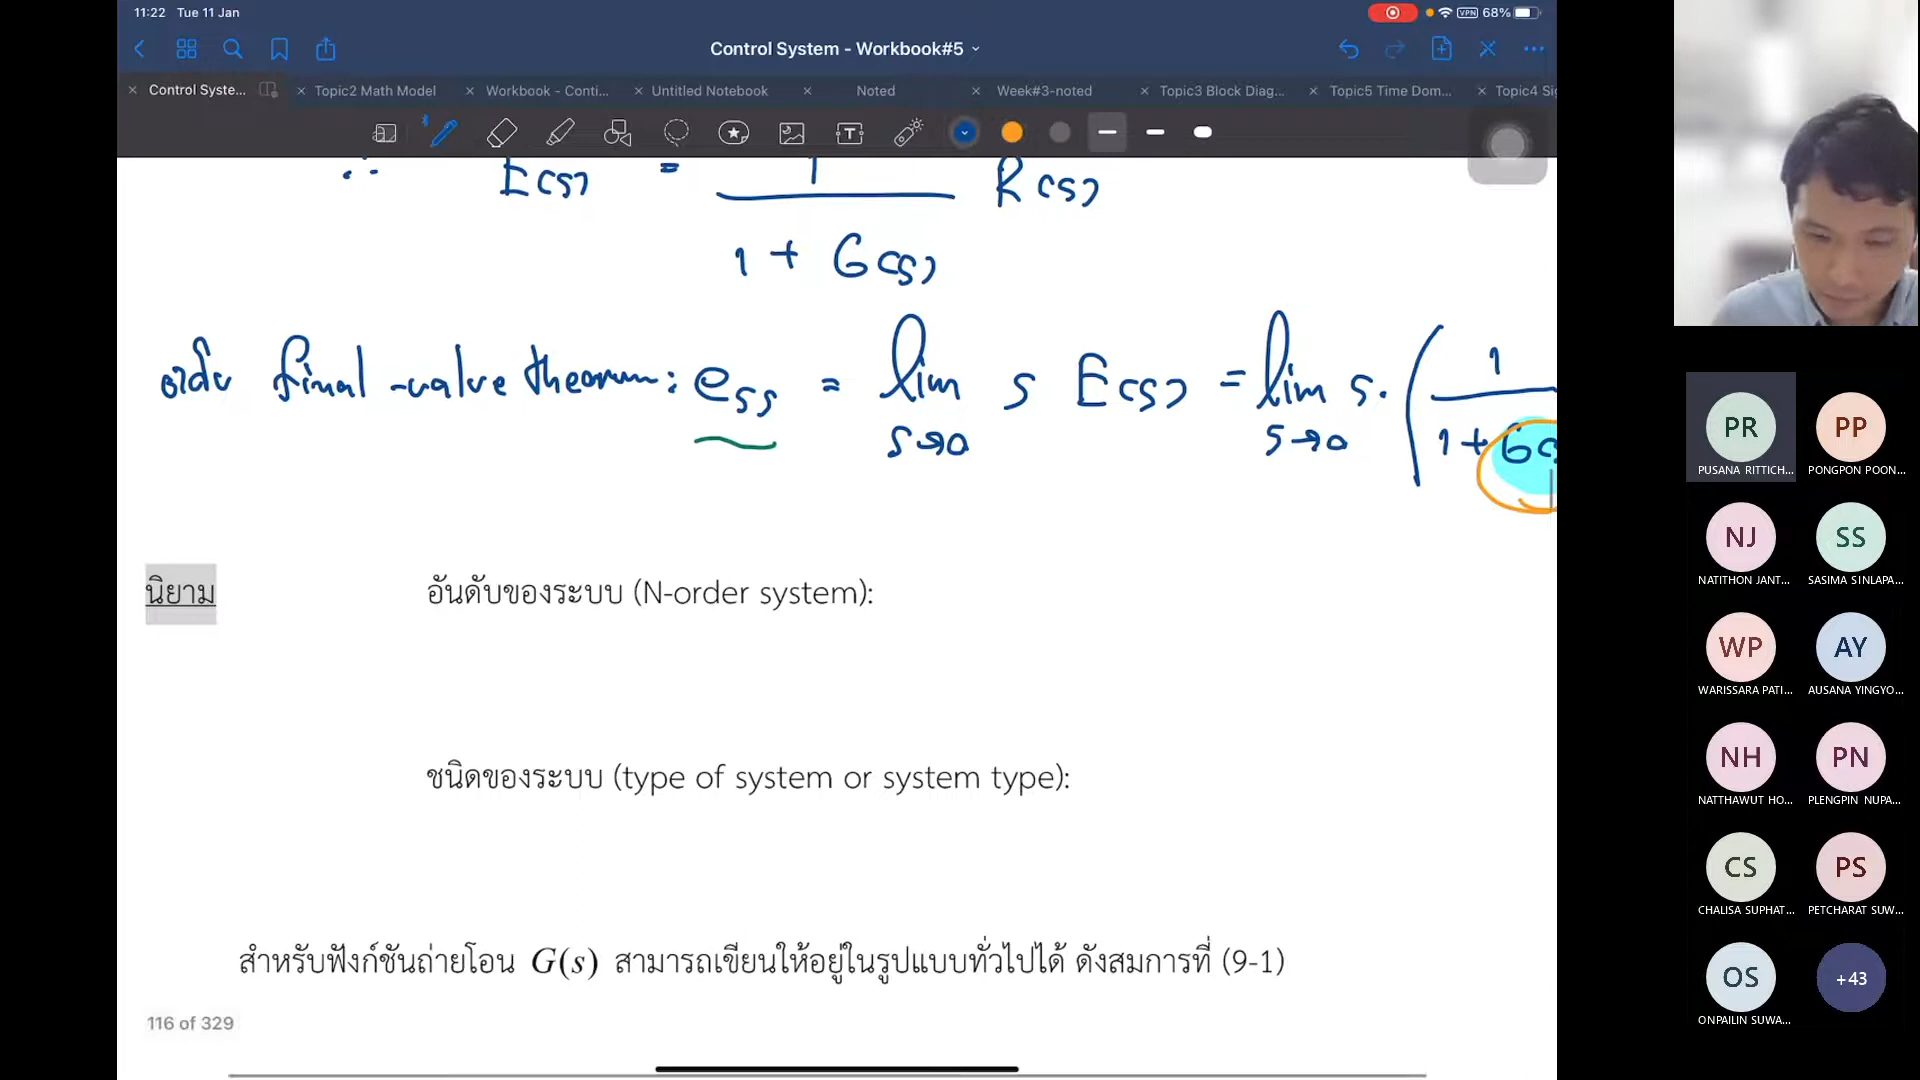 11:22 Tue 11 Jan
VPN 68%
Control System - Workbook#5
Control Syste...
Topic2 Math Model
Workbook - Conti...
Untitled Notebook
Noted
Week#3-noted
Topic3 Block Diag...
Topic5 Time Dom...
Topic4 Sig
∴ E(s) = 1 R(s)
1 + G(s)
final-value theorem: ess = lim s E(s) = lim s. ( 1
s→0 s→0 1+G(s
นิยาม อันดับของระบบ (N-order system):
ชนิดของระบบ (type of system or system type):
สำหรับฟังก์ชันถ่ายโอน G(s) สามารถเขียนให้อยู่ในรูปแบบทั่วไปได้ ดังสมการที่ (9-1)
116 of 329
PR PP
PUSANA RITTICH... PONGPON POON...
NJ SS
NATITHON JANT... SASIMA SINLAPA...
WP AY
WARISSARA PATI... AUSANA YINGYO...
NH PN
NATTHAWUT HO... PLENGPIN NUPA...
CS PS
CHALISA SUPHAT... PETCHARAT SUW...
OS +43
ONPAILIN SUWA...